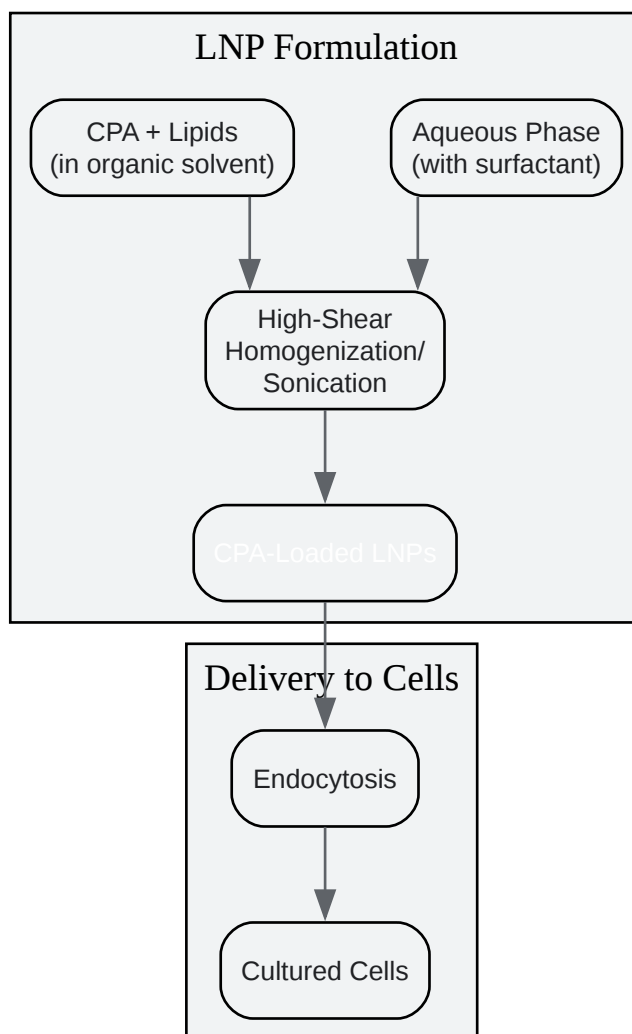 LNP Formulation
CPA + Lipids
(in organic solvent)
Aqueous Phase
(with surfactant)
High-Shear
Homogenization/
Sonication
CPA-Loaded LNPs
Delivery to Cells
Endocytosis
Cultured Cells